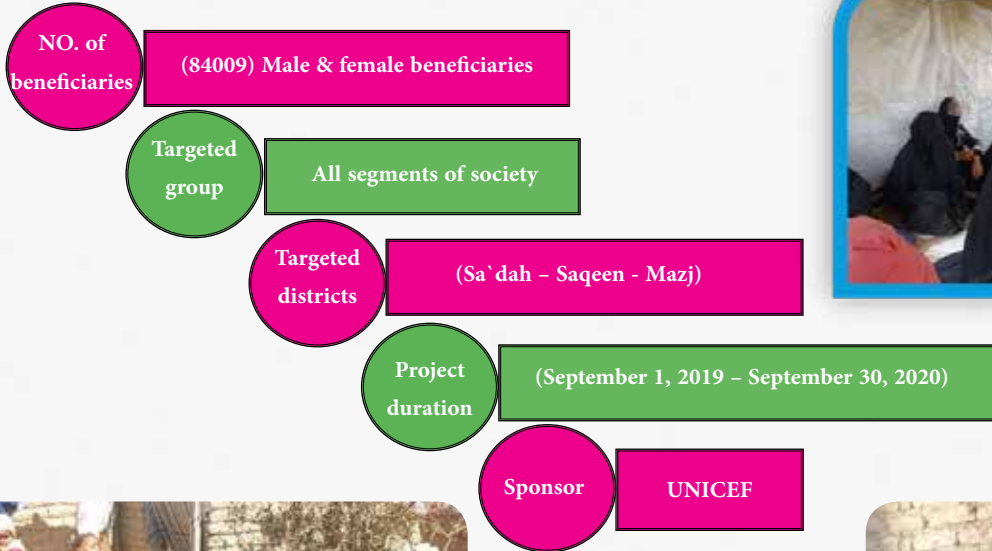 NO. of
beneficiaries
(84009) Male & female beneficiaries
Targeted
group
All segments of society
Targeted
districts
(Sa`dah – Saqeen - Mazj)
Project
duration
(September 1, 2019 – September 30, 2020)
Sponsor
UNICEF